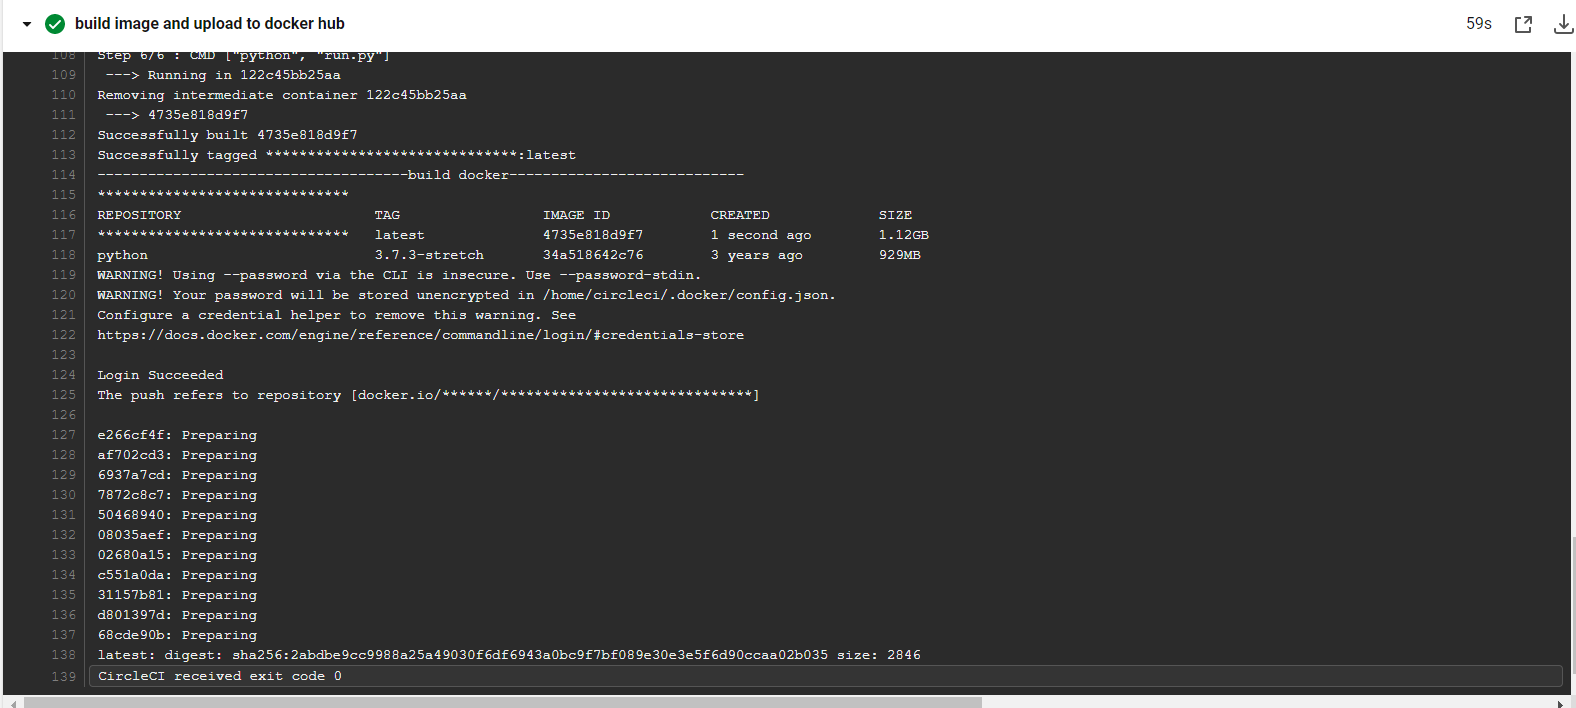 build image and upload to docker hub 59s
108 Step 6/6 : CMD ["python", "run.py"]
109 ---> Running in 122c45bb25aa
110 Removing intermediate container 122c45bb25aa
111 ---> 4735e818d9f7
112 Successfully built 4735e818d9f7
113 Successfully tagged ******************************:latest
114 -------------------------------------build docker----------------------------
115 ******************************
116 REPOSITORY TAG IMAGE ID CREATED SIZE
117 ****************************** latest 4735e818d9f7 1 second ago 1.12GB
118 python 3.7.3-stretch 34a518642c76 3 years ago 929MB
119 WARNING! Using --password via the CLI is insecure. Use --password-stdin.
120 WARNING! Your password will be stored unencrypted in /home/circleci/.docker/config.json.
121 Configure a credential helper to remove this warning. See
122 https://docs.docker.com/engine/reference/commandline/login/#credentials-store
123
124 Login Succeeded
125 The push refers to repository [docker.io/******/******************************]
126
127 e266cf4f: Preparing
128 af702cd3: Preparing
129 6937a7cd: Preparing
130 7872c8c7: Preparing
131 50468940: Preparing
132 08035aef: Preparing
133 02680a15: Preparing
134 c551a0da: Preparing
135 31157b81: Preparing
136 d801397d: Preparing
137 68cde90b: Preparing
138 latest: digest: sha256:2abdbe9cc9988a25a49030f6df6943a0bc9f7bf089e30e3e5f6d90ccaa02b035 size: 2846
139 CircleCI received exit code 0